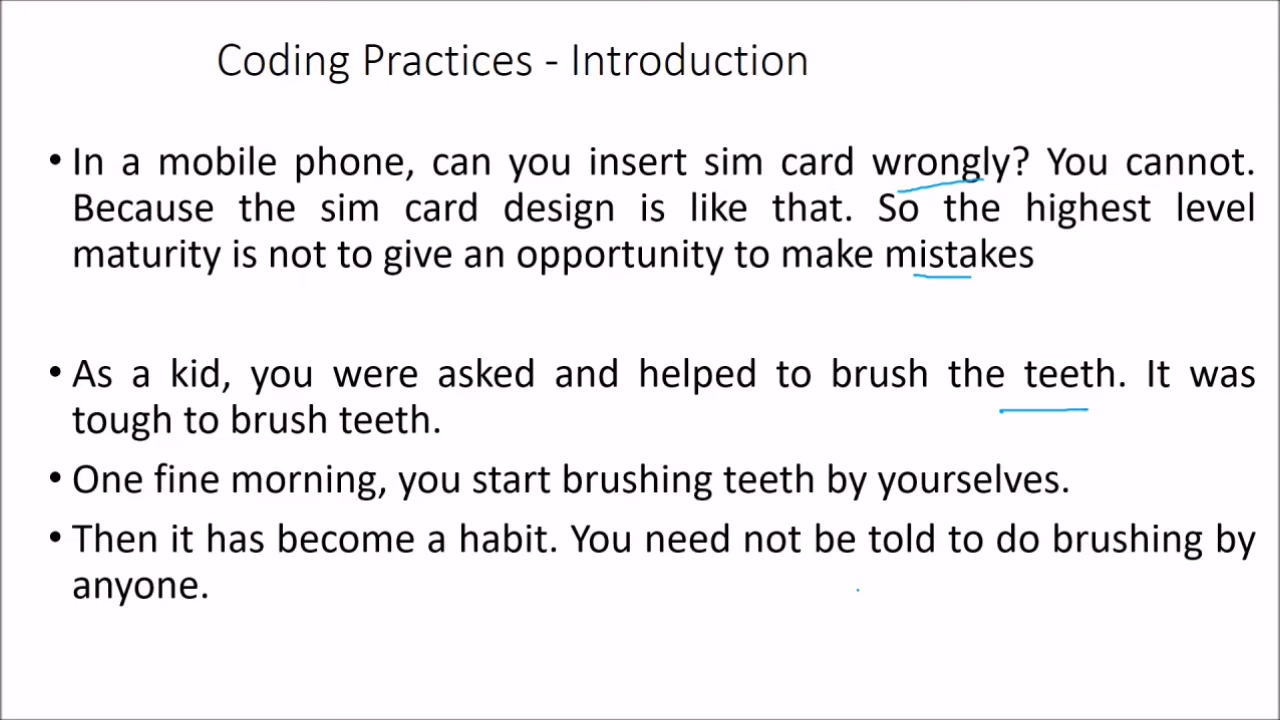 Coding Practices - Introduction
• In a mobile phone, can you insert sim card wrongly? You cannot.
Because the sim card design is like that. So the highest level
maturity is not to give an opportunity to make mistakes
• As a kid, you were asked and helped to brush the teeth. It was
tough to brush teeth.
• One fine morning, you start brushing teeth by yourselves.
• Then it has become a habit. You need not be told to do brushing by
anyone.